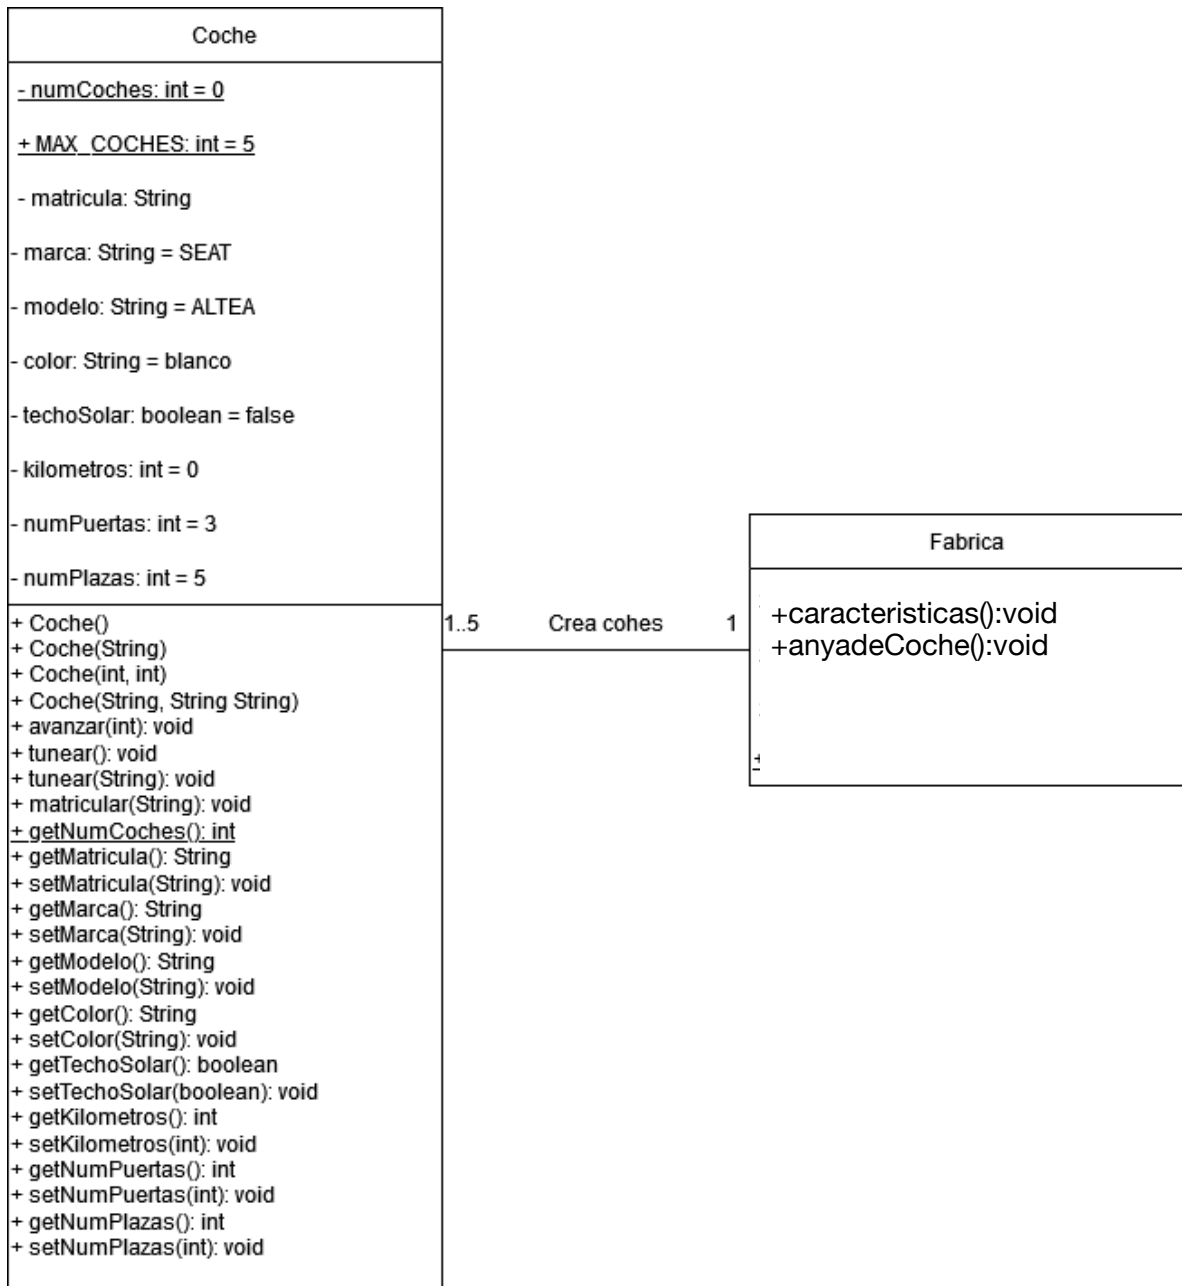 Coche
- numCoches: int = 0
+ MAX_COCHES: int = 5
- matricula: String
- marca: String = SEAT
- modelo: String = ALTEA
- color: String = blanco
- techoSolar: boolean = false
- kilometros: int = 0
- numPuertas: int = 3
- numPlazas: int = 5
+ Coche()
+ Coche(String)
+ Coche(int, int)
+ Coche(String, String String)
+ avanzar(int): void
+ tunear(): void
+ tunear(String): void
+ matricular(String): void
+ getNumCoches(): int
+ getMatricula(): String
+ setMatricula(String): void
+ getMarca(): String
+ setMarca(String): void
+ getModelo(): String
+ setModelo(String): void
+ getColor(): String
+ setColor(String): void
+ getTechoSolar(): boolean
+ setTechoSolar(boolean): void
+ getKilometros(): int
+ setKilometros(int): void
+ getNumPuertas(): int
+ setNumPuertas(int): void
+ getNumPlazas(): int
+ setNumPlazas(int): void
1..5 Crea cohes 1
Fabrica
+caracteristicas():void
+anyadeCoche():void
+